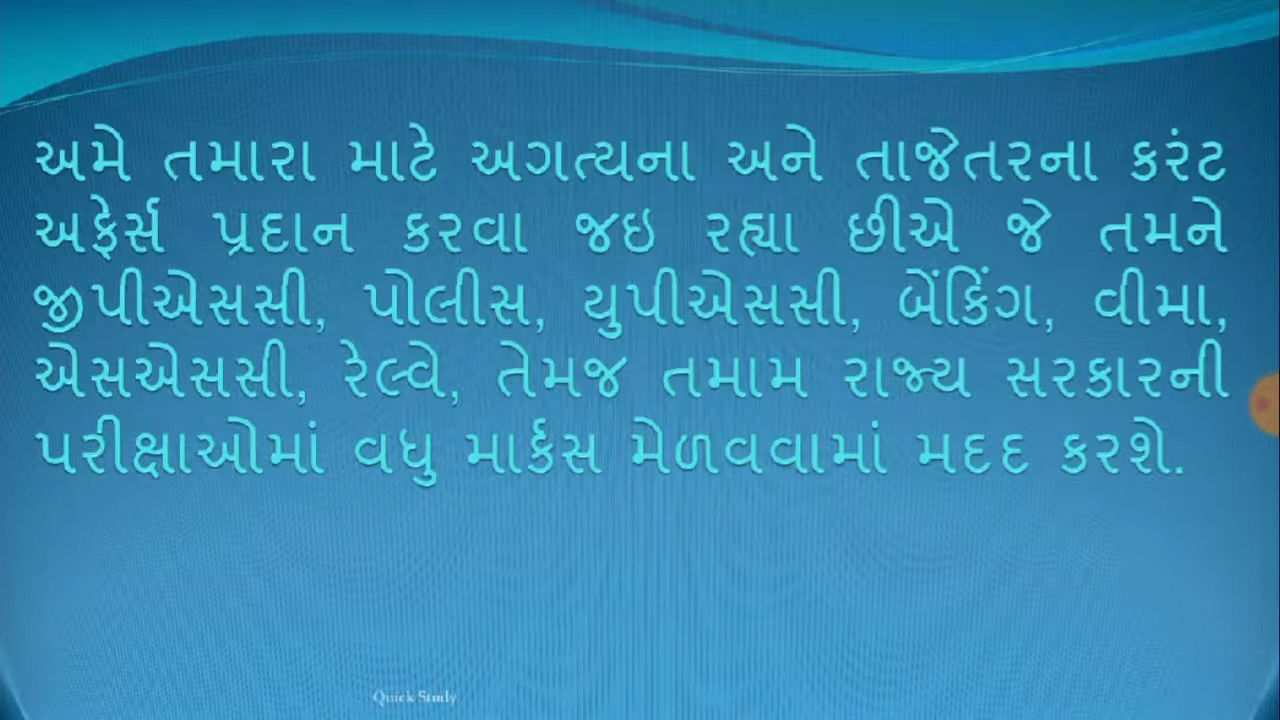 અમે તમારા માટે અગત્યના અને તાજેતરના કરંટ
અફેર્સ પ્રદાન કરવા જઇ રહ્યા છીએ જે તમને
જીપીએસસી, પોલીસ, યુપીએસસી, બેંકિંગ, વીમા,
એસએસસી, રેલ્વે, તેમજ તમામ રાજ્ય સરકારની
પરીક્ષાઓમાં વધુ માર્કસ મેળવવામાં મદદ કરશે.
Quick Study